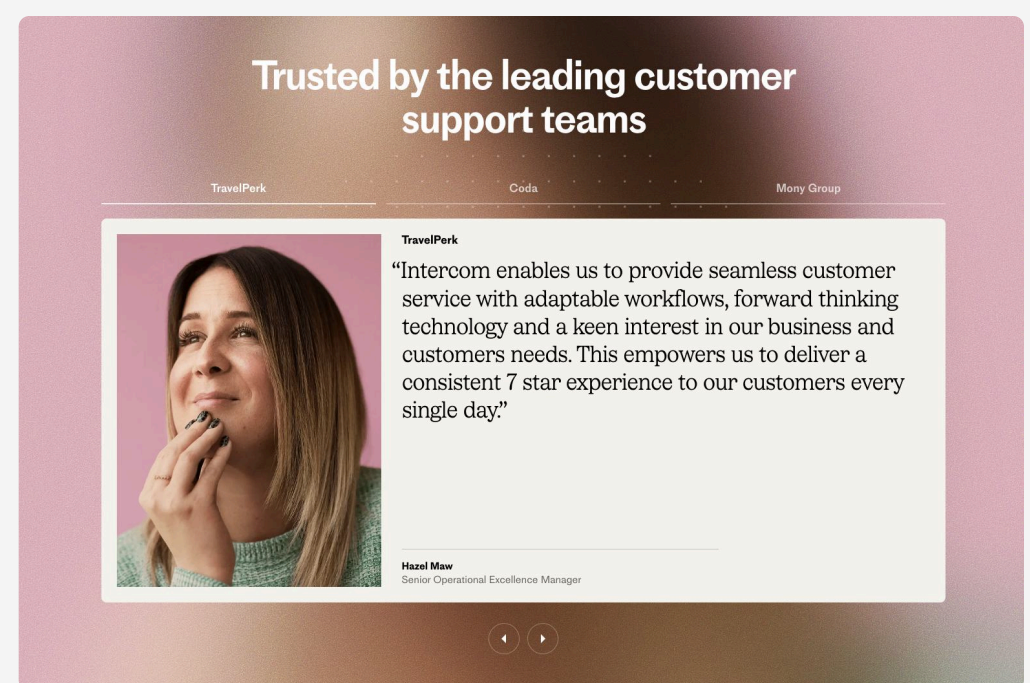 Trusted by the leading customer
support teams
TravelPerk
Coda
Mony Group
TravelPerk
“Intercom enables us to provide seamless customer
service with adaptable workflows, forward thinking
technology and a keen interest in our business and
customers needs. This empowers us to deliver a
consistent 7 star experience to our customers every
single day.”
Hazel Maw
Senior Operational Excellence Manager